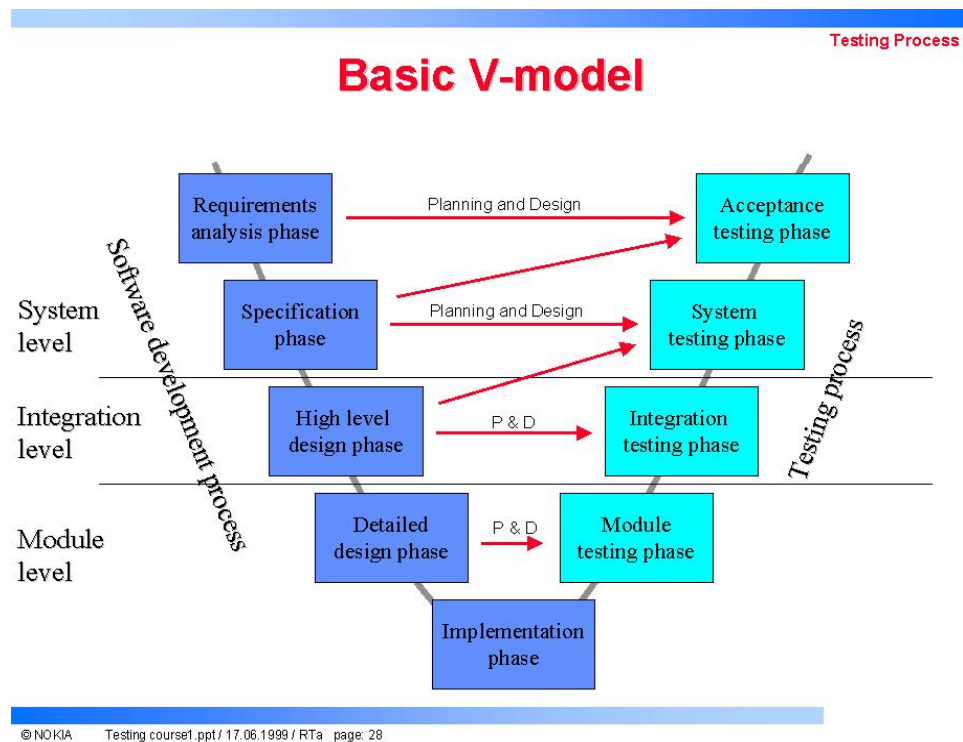 Testing Process
Basic V-model
Requirements
analysis phase
Planning and Design
Acceptance
testing phase
Software development process
System
level
Specification
phase
Planning and Design
System
testing phase
Testing process
Integration
level
High level
design phase
P & D
Integration
testing phase
Module
level
Detailed
design phase
P & D
Module
testing phase
Implementation
phase
© NOKIA Testing course1.ppt / 17.06.1999 / RTa page: 28